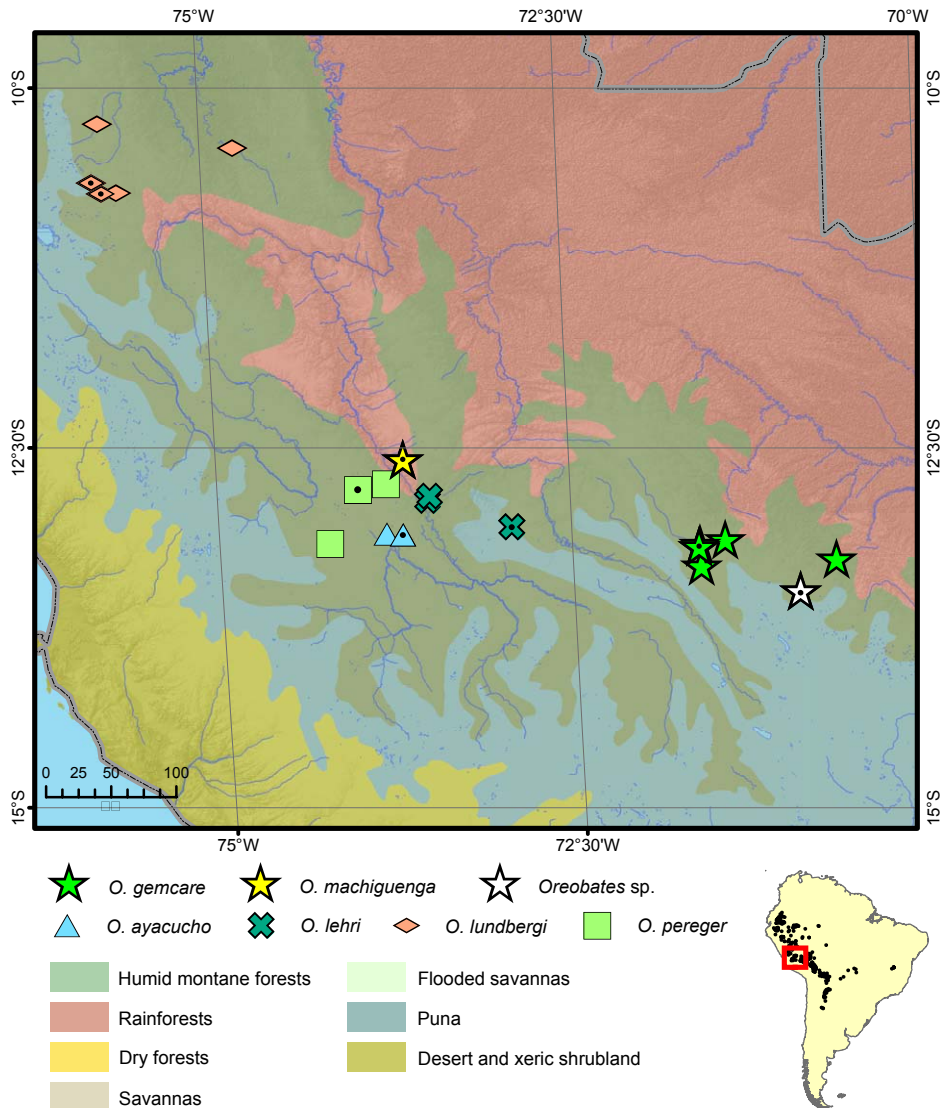 75°W 72°30'W 70°W
10°S 10°S
12°30'S 12°30'S
15°S 15°S
0 25 50 100
75°W 72°30'W
O. gemcare O. machiguenga Oreobates sp.
O. ayacucho O. lehri O. lundbergi O. pereger
Humid montane forests Flooded savannas
Rainforests Puna
Dry forests Desert and xeric shrubland
Savannas